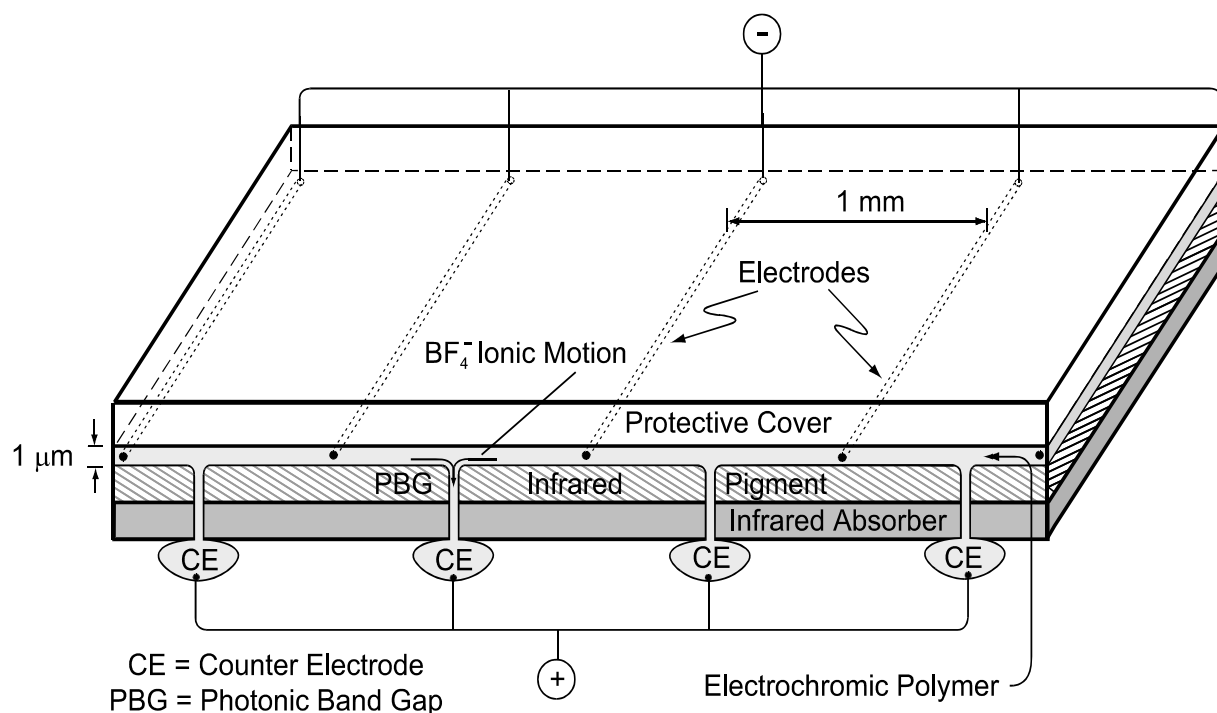 -
1 mm
Electrodes
BF₄⁻ Ionic Motion
Protective Cover
1 μm
PBG Infrared Pigment
Infrared Absorber
CE CE CE CE
+
CE = Counter Electrode
PBG = Photonic Band Gap
Electrochromic Polymer